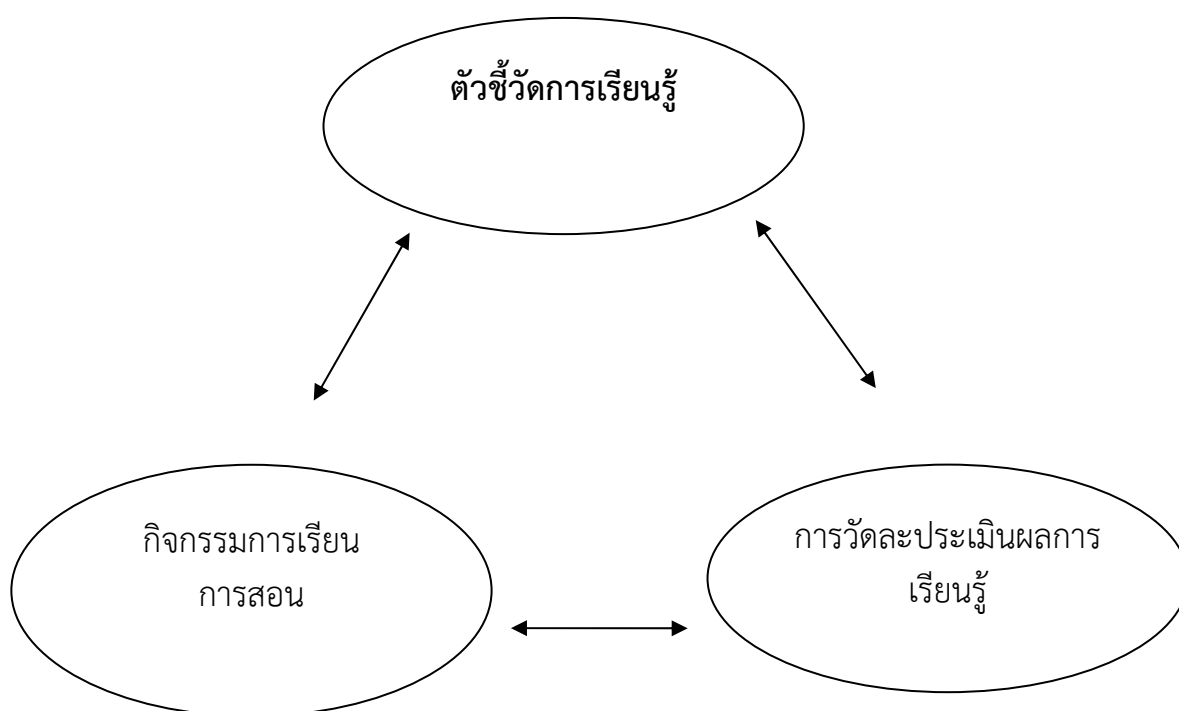 ตัวชี้วัดการเรียนรู้
กิจกรรมการเรียน
การสอน
การวัดละประเมินผลการ
เรียนรู้